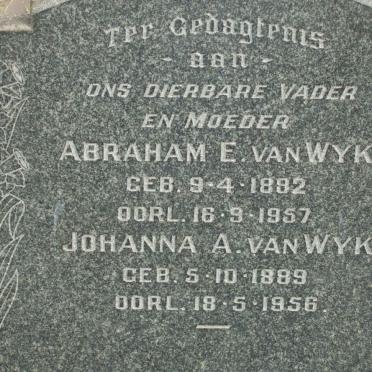 Ter Gedagtenis
- aan -
ONS DIERBARE VADER
EN MOEDER
ABRAHAM E. VAN WYK
GEB. 9·4·1882
OORL. 16·9·1957
JOHANNA A. VAN WYK
GEB. 5·10·1889
OORL. 18·5·1956.